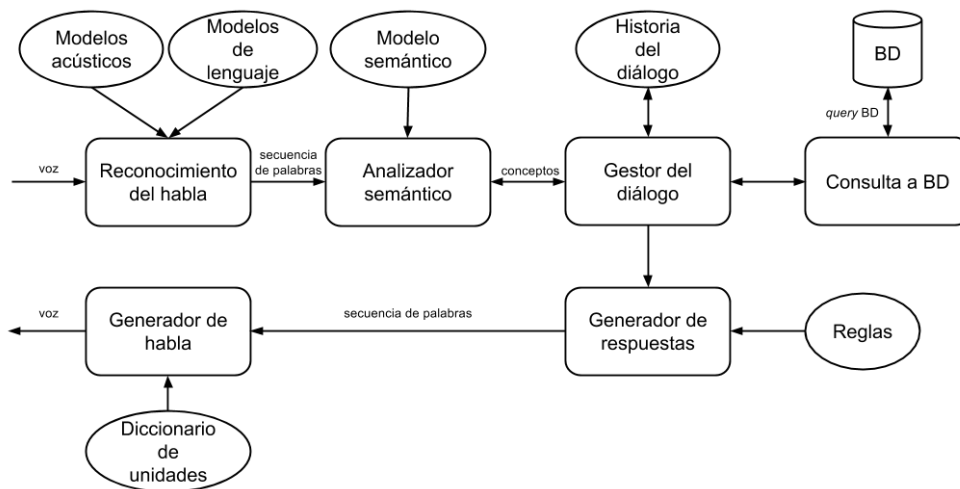 Modelos
acústicos
Modelos
de
lenguaje
Modelo
semántico
Historia
del
diálogo
BD
query BD
voz
Reconocimiento
del habla
secuencia
de palabras
Analizador
semántico
conceptos
Gestor del
diálogo
Consulta a BD
voz
Generador de
habla
secuencia de palabras
Generador de
respuestas
Reglas
Diccionario
de
unidades